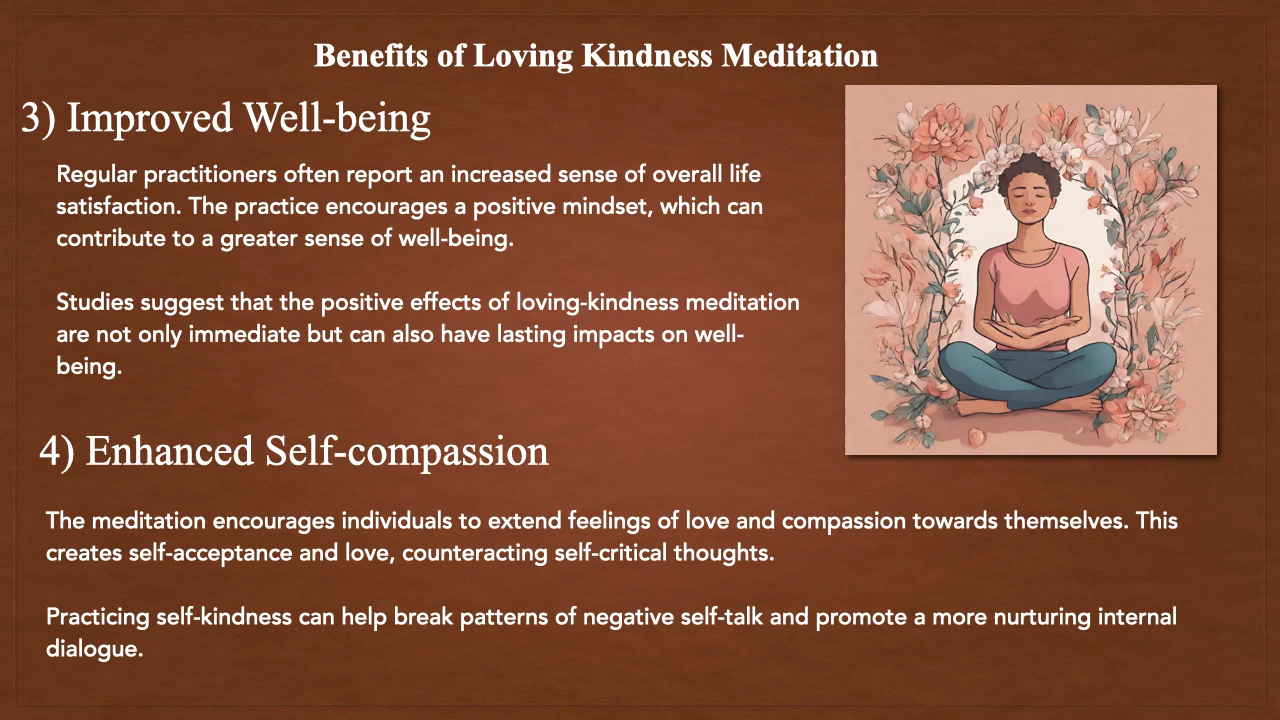 Benefits of Loving Kindness Meditation
3) Improved Well-being
Regular practitioners often report an increased sense of overall life
satisfaction. The practice encourages a positive mindset, which can
contribute to a greater sense of well-being.
Studies suggest that the positive effects of loving-kindness meditation
are not only immediate but can also have lasting impacts on well-
being.
4) Enhanced Self-compassion
The meditation encourages individuals to extend feelings of love and compassion towards themselves. This
creates self-acceptance and love, counteracting self-critical thoughts.
Practicing self-kindness can help break patterns of negative self-talk and promote a more nurturing internal
dialogue.